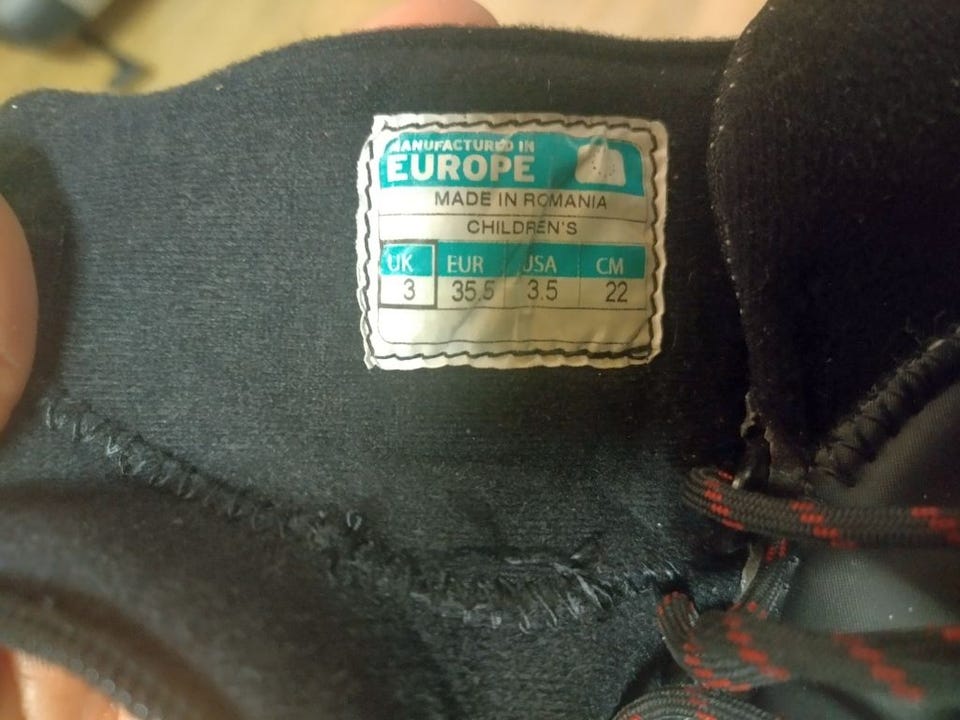 MANUFACTURED IN
EUROPE
MADE IN ROMANIA
CHILDREN'S
UK EUR USA CM
3 35.5 3.5 22